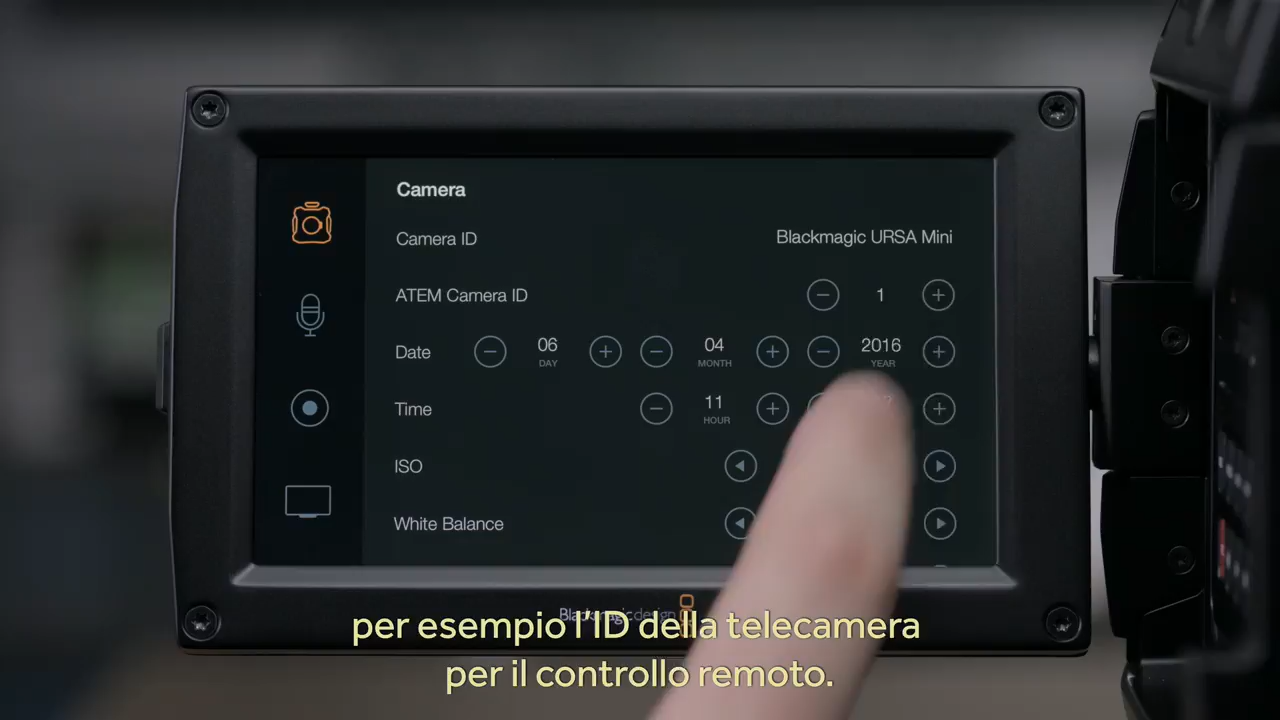 Camera
Camera ID Blackmagic URSA Mini
ATEM Camera ID 1
Date 06 04 2016
DAY MONTH YEAR
Time 11
HOUR
ISO
White Balance
Blackmagicdesign
per esempio l'ID della telecamera
per il controllo remoto.